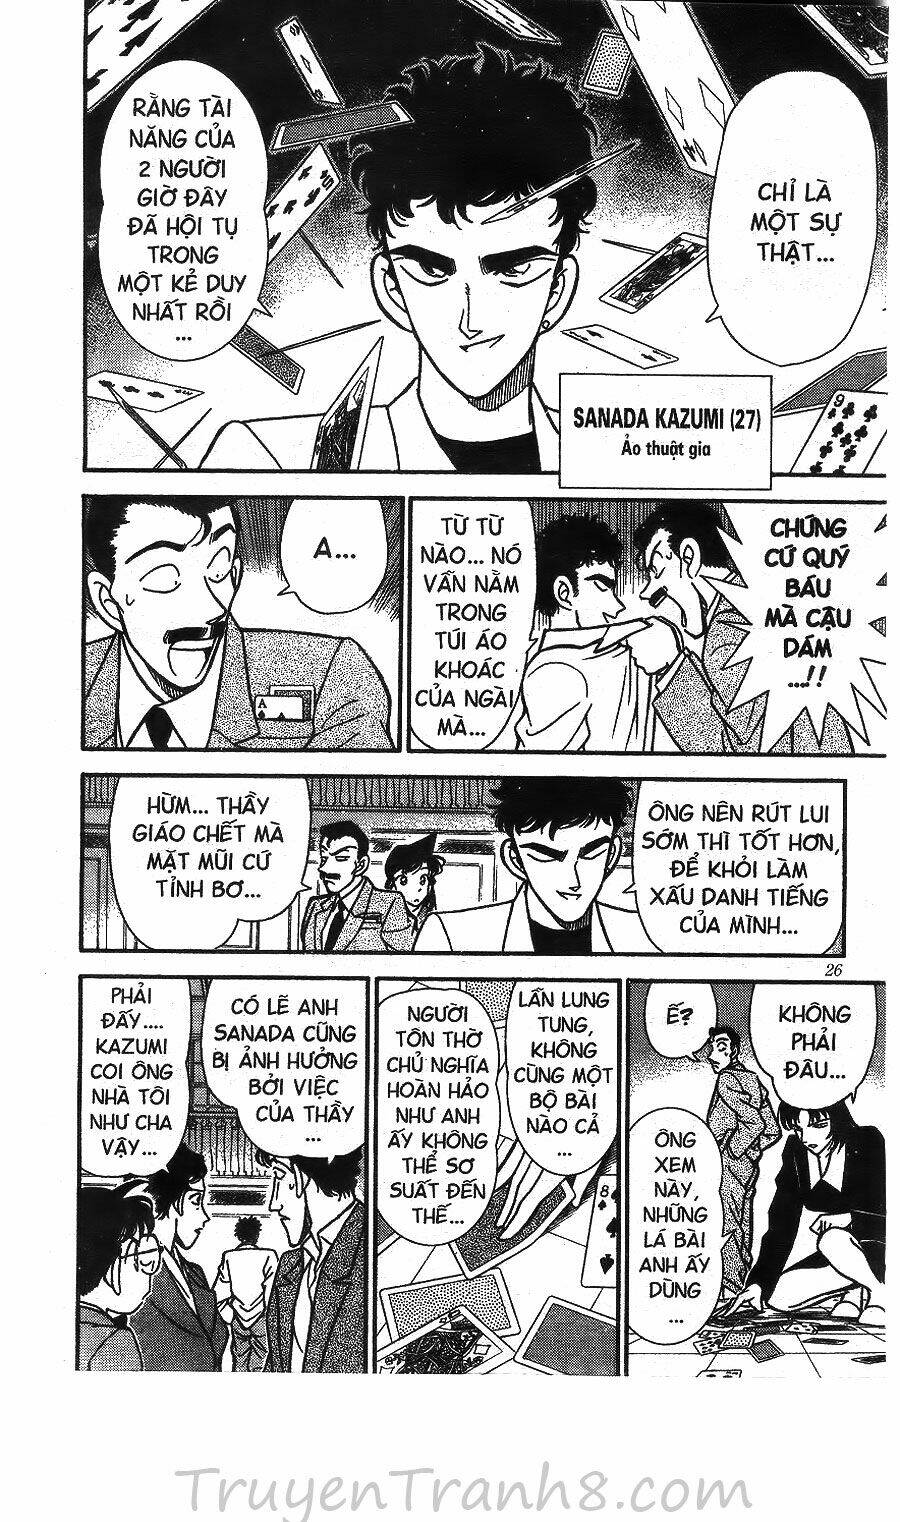 CHỈ LÀ
MỘT SỰ
THẬT...
RẰNG TÀI
NĂNG CỦA
2 NGƯỜI
GIỜ ĐÂY
ĐÃ HỘI TỤ
TRONG
MỘT KẺ DUY
NHẤT RỒI
...
SANADA KAZUMI (27)
Ảo thuật gia
CHỨNG
CỨ QUÝ
BÁU
MÀ CẬU
DÁM
...!!
TỪ TỪ
NÀO... NÓ
VẪN NẰM
TRONG
TÚI ÁO
KHOÁC
CỦA NGÀI
MÀ...
A...
A
ÔNG NÊN RÚT LUI
SỚM THÌ TỐT HƠN,
ĐỂ KHỎI LÀM
XẤU DANH TIẾNG
CỦA MÌNH...
HỪM... THẦY
GIÁO CHẾT MÀ
MẶT MŨI CỨ
TỈNH BƠ...
26
KHÔNG
PHẢI
ĐÂU...
Ế?
ÔNG
XEM
NÀY,
NHỮNG
LÁ BÀI
ANH ẤY
DÙNG
...
LẤN LUNG
TUNG,
KHÔNG
CÙNG MỘT
BỘ BÀI
NÀO CẢ
...
NGƯỜI
TÔN THỜ
CHỦ NGHĨA
HOÀN HẢO
NHƯ ANH
ẤY KHÔNG
THỂ SƠ
SUẤT ĐẾN
THẾ...
8
CÓ LẼ ANH
SANADA CŨNG
BỊ ẢNH HƯỞNG
BỞI VIỆC
CỦA THẦY
...
PHẢI
ĐẤY....
KAZUMI
COI ÔNG
NHÀ TÔI
NHƯ CHA
VẬY...
TruyenTranh8.com